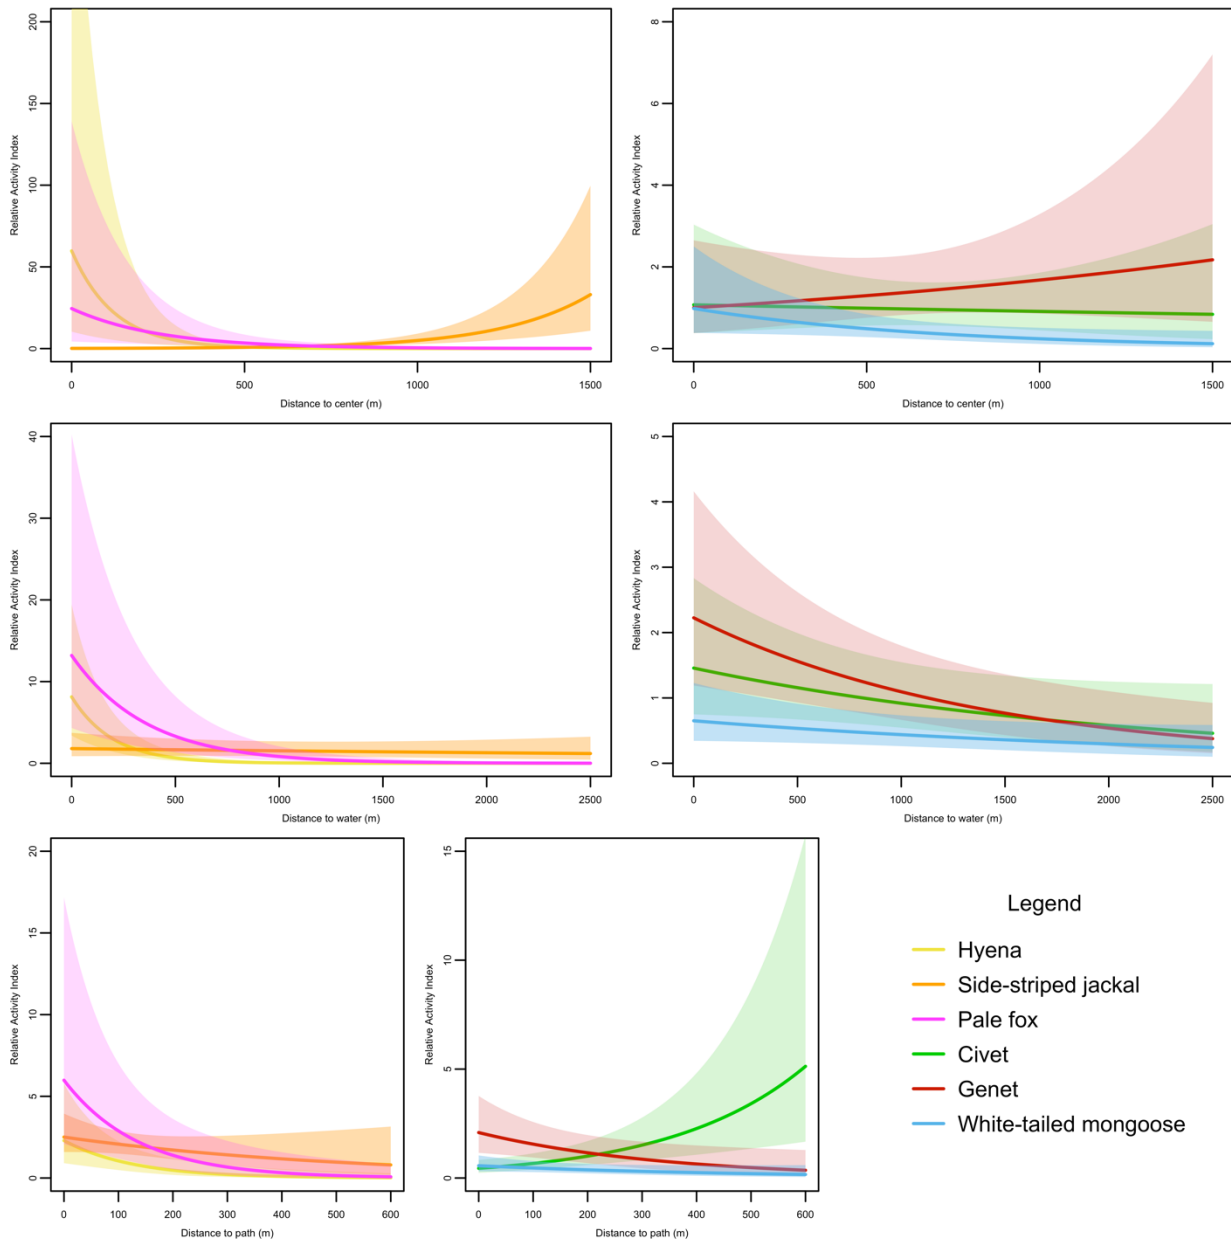 200
150
100
50
0
Relative Activity Index
0 500 1000 1500
Distance to center (m)
8
6
4
2
0
Relative Activity Index
0 500 1000 1500
Distance to center (m)
40
30
20
10
0
Relative Activity Index
0 500 1000 1500 2000 2500
Distance to water (m)
5
4
3
2
1
0
Relative Activity Index
0 500 1000 1500 2000 2500
Distance to water (m)
20
15
10
5
0
Relative Activity Index
0 100 200 300 400 500 600
Distance to path (m)
15
10
5
0
Relative Activity Index
0 100 200 300 400 500 600
Distance to path (m)
Legend
Hyena
Side-striped jackal
Pale fox
Civet
Genet
White-tailed mongoose